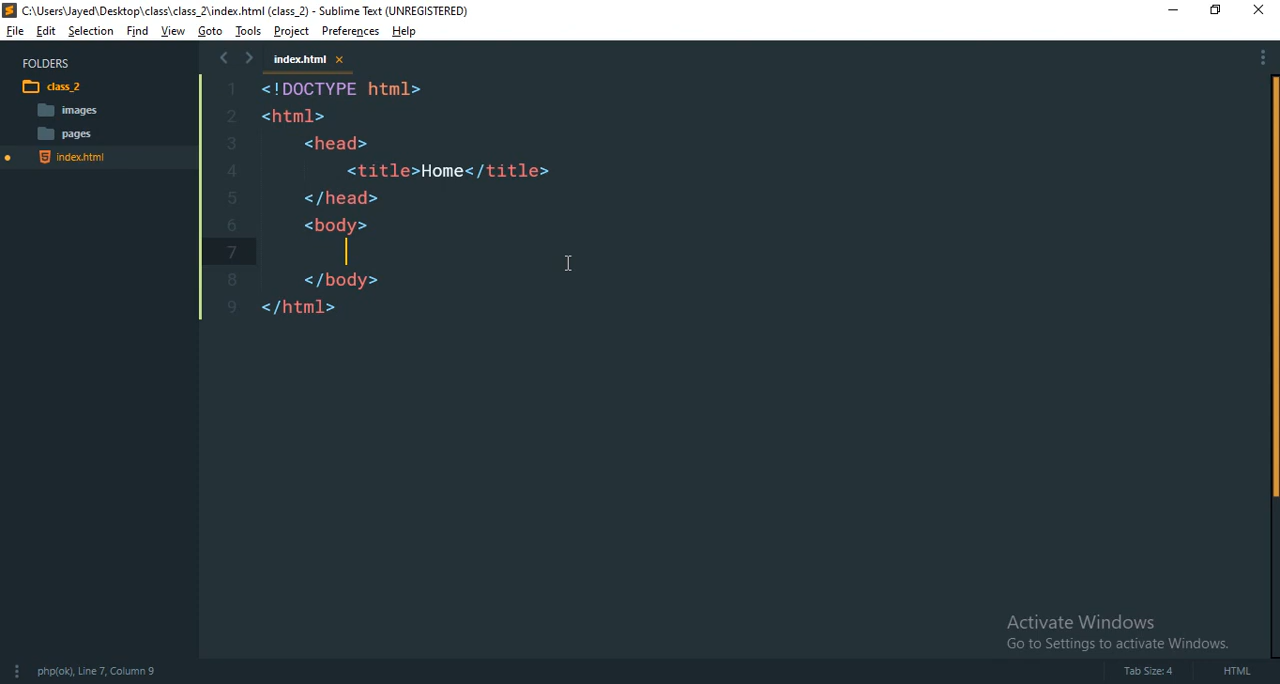 C:\Users\Jayed\Desktop\class\class_2\index.html (class_2) - Sublime Text (UNREGISTERED)
File Edit Selection Find View Goto Tools Project Preferences Help
FOLDERS
class_2
images
pages
index.html
index.html ×
1 <!DOCTYPE html>
2 <html>
3 <head>
4 <title>Home</title>
5 </head>
6 <body>
7
8 </body>
9 </html>
Activate Windows
Go to Settings to activate Windows.
php(ok), Line 7, Column 9
Tab Size: 4
HTML